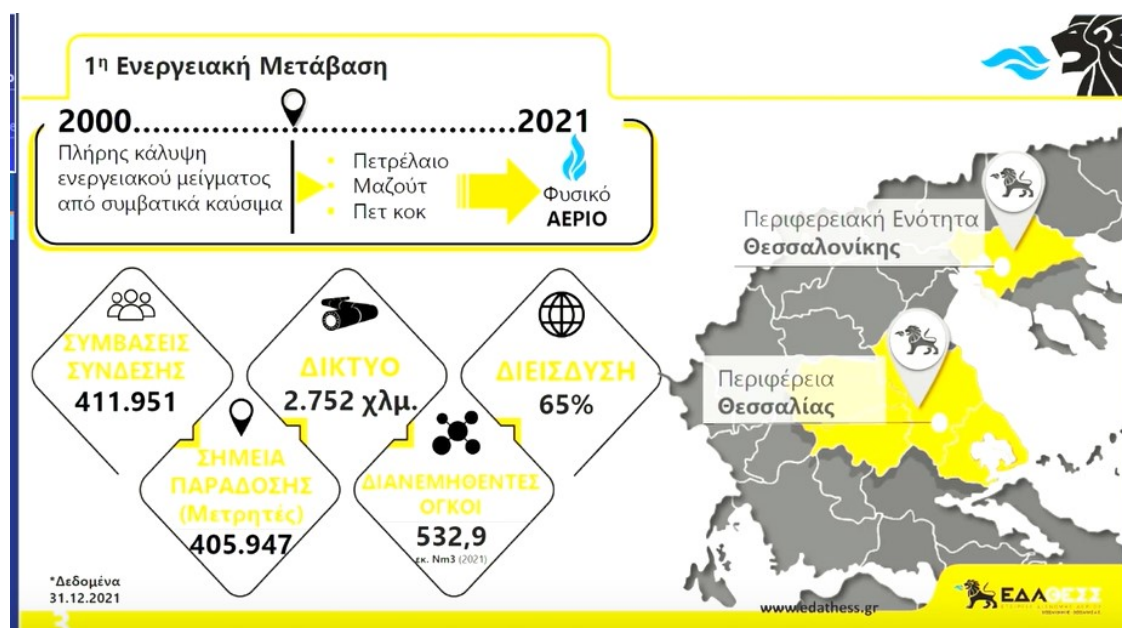 1η Ενεργειακή Μετάβαση
2000.......................................2021
Πλήρης κάλυψη
ενεργειακού μείγματος
από συμβατικά καύσιμα
Πετρέλαιο
Μαζούτ
Πετ κοκ
Φυσικό
ΑΕΡΙΟ
Περιφερειακή Ενότητα
Θεσσαλονίκης
Περιφέρεια
Θεσσαλίας
ΣΥΜΒΑΣΕΙΣ
ΣΥΝΔΕΣΗΣ
411.951
ΔΙΚΤΥΟ
2.752 χλμ.
ΔΙΕΙΣΔΥΣΗ
65%
ΣΗΜΕΙΑ
ΠΑΡΑΔΟΣΗΣ
(Μετρητές)
405.947
ΔΙΑΝΕΜΗΘΕΝΤΕΣ
ΟΓΚΟΙ
532,9
εκ. Nm3 (2021)
*Δεδομένα
31.12.2021
3
www.edathess.gr
ΕΔΑΘΕΣΣ